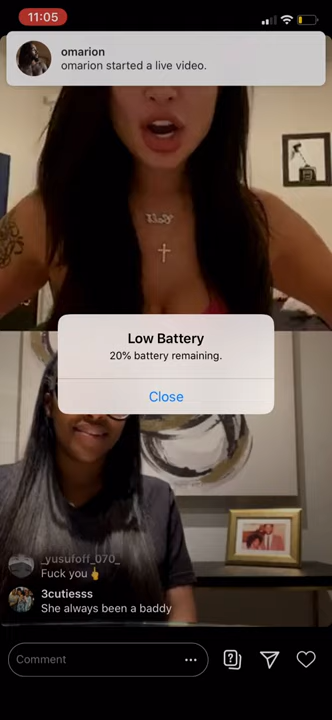 11:05
omarion
omarion started a live video.
Low Battery
20% battery remaining.
Close
_yusufoff_070_
Fuck you🖕
3cutiesss
She always been a baddy
Comment